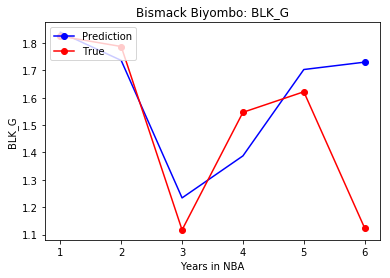 Bismack Biyombo: BLK_G
Prediction
True
1.8
1.7
1.6
1.5
1.4
1.3
1.2
1.1
BLK_G
1 2 3 4 5 6
Years in NBA